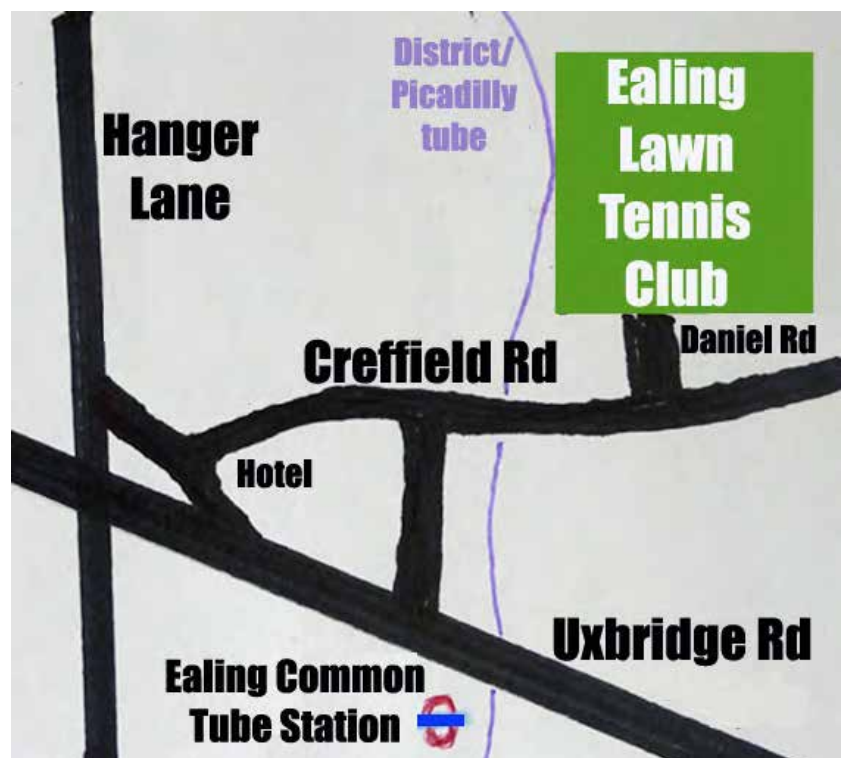 District/
Picadilly
tube
Ealing
Lawn
Tennis
Club
Hanger
Lane
Daniel Rd
Creffield Rd
Hotel
Uxbridge Rd
Ealing Common
Tube Station